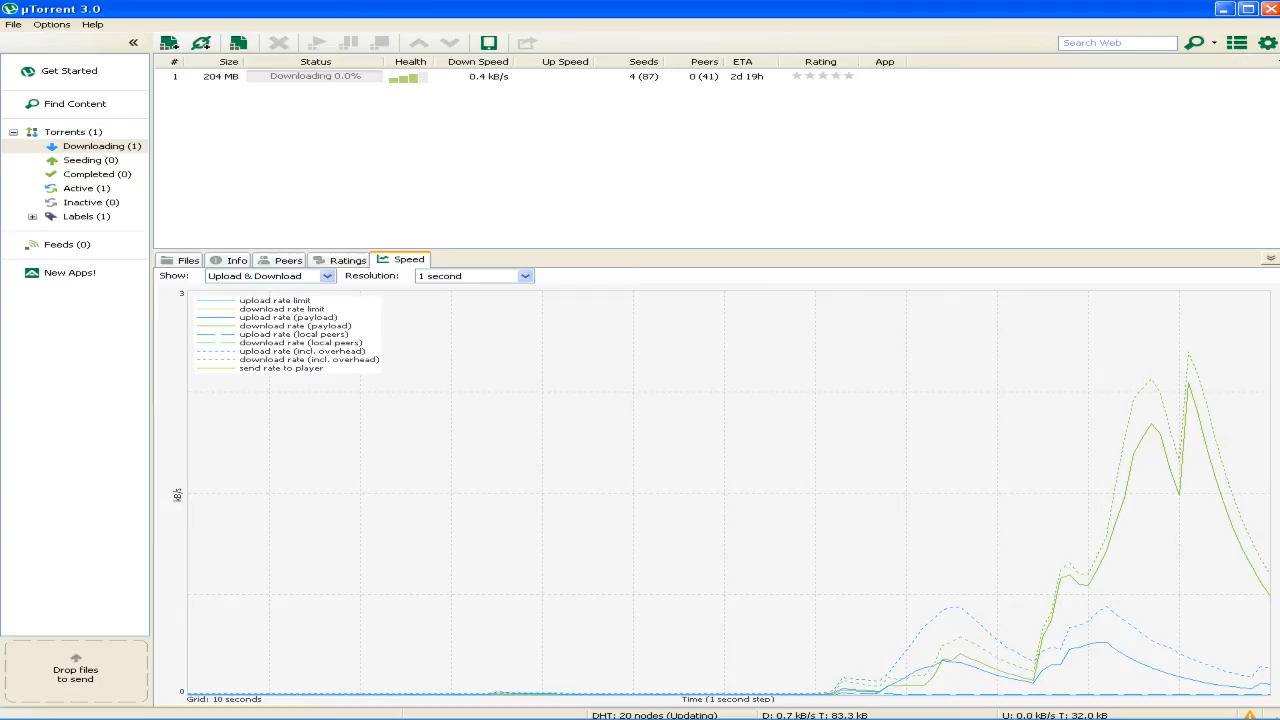 µTorrent 3.0
File Options Help
Search Web
Get Started
Find Content
Torrents (1)
Downloading (1)
Seeding (0)
Completed (0)
Active (1)
Inactive (0)
Labels (1)
Feeds (0)
New Apps!
Drop files
to send
# Size Status Health Down Speed Up Speed Seeds Peers ETA Rating App
1 204 MB Downloading 0.0% 0.4 kB/s 4 (87) 0 (41) 2d 19h
Files Info Peers Ratings Speed
Show: Upload & Download Resolution: 1 second
3
upload rate limit
download rate limit
upload rate (payload)
download rate (payload)
upload rate (local peers)
download rate (local peers)
upload rate (incl. overhead)
download rate (incl. overhead)
send rate to player
kB/s
0
Grid: 10 seconds Time (1 second step)
DHT: 20 nodes (Updating) D: 0.7 kB/s T: 83.3 kB U: 0.0 kB/s T: 32.0 kB